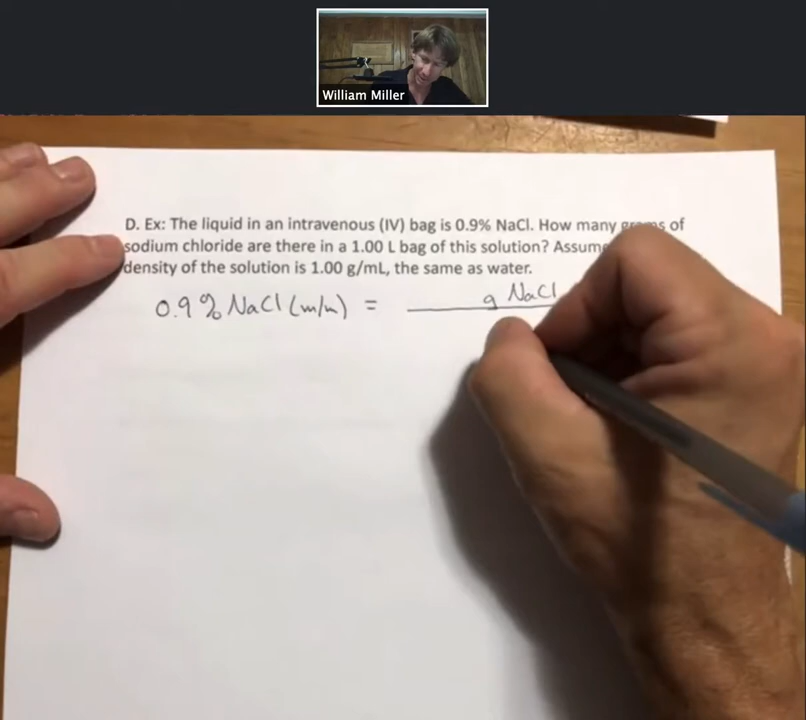 William Miller
D. Ex: The liquid in an intravenous (IV) bag is 0.9% NaCl. How many grams of
sodium chloride are there in a 1.00 L bag of this solution? Assume
density of the solution is 1.00 g/mL, the same as water.
0.9% NaCl (m/m) = g NaCl